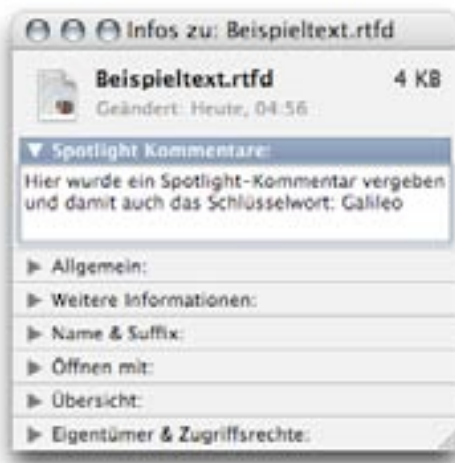 Infos zu: Beispieltext.rtfd
Beispieltext.rtfd 4 KB
Geändert: Heute, 04:56
Spotlight Kommentare:
Hier wurde ein Spotlight-Kommentar vergeben
und damit auch das Schlüsselwort: Galileo
Allgemein:
Weitere Informationen:
Name & Suffix:
Öffnen mit:
Übersicht:
Eigentümer & Zugriffsrechte: